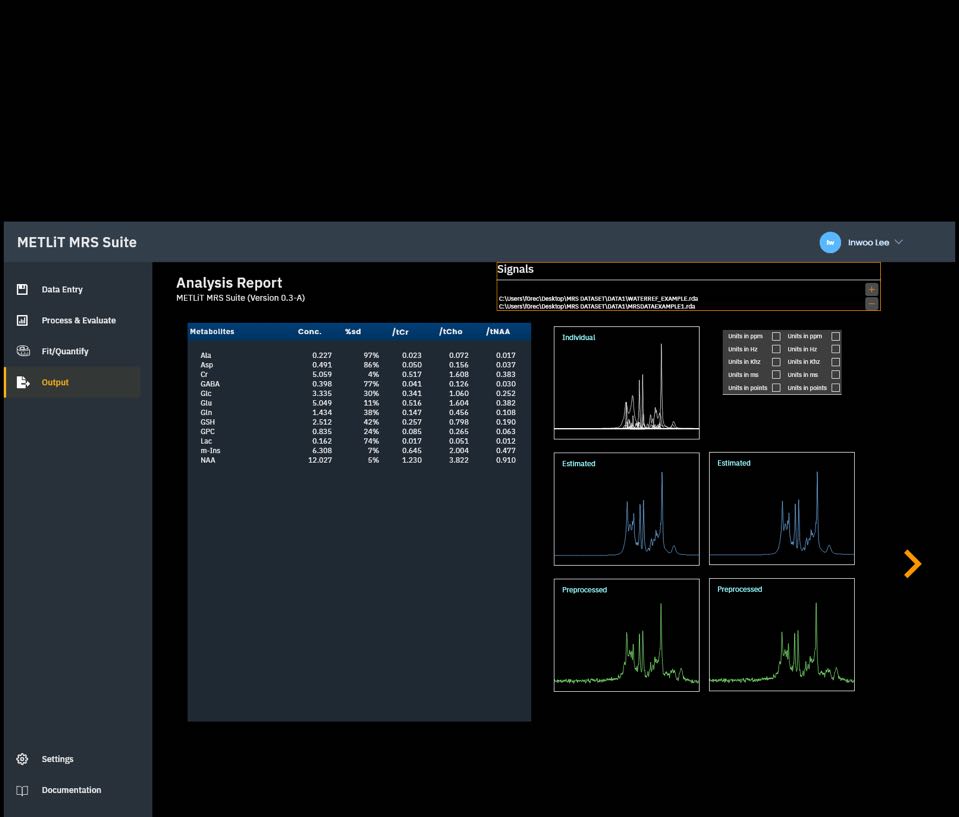 METLiT MRS Suite
Iw Inwoo Lee
Data Entry
Process & Evaluate
Fit/Quantify
Output
Settings
Documentation
Analysis Report
METLiT MRS Suite (Version 0.3-A)
Signals
C:\Users\f0rec\Desktop\MRS DATASET\DATA1\WATERREF_EXAMPLE.rda
C:\Users\f0rec\Desktop\MRS DATASET\DATA1\MRSDATAEXAMPLE1.rda
Metabolites Conc. %sd /tCr /tCho /tNAA
Ala 0.227 97% 0.023 0.072 0.017
Asp 0.491 86% 0.050 0.156 0.037
Cr 5.059 4% 0.517 1.608 0.383
GABA 0.398 77% 0.041 0.126 0.030
Glc 3.335 30% 0.341 1.060 0.252
Glu 5.049 11% 0.516 1.604 0.382
Gln 1.434 38% 0.147 0.456 0.108
GSH 2.512 42% 0.257 0.798 0.190
GPC 0.835 24% 0.085 0.265 0.063
Lac 0.162 74% 0.017 0.051 0.012
m-Ins 6.308 7% 0.645 2.004 0.477
NAA 12.027 5% 1.230 3.822 0.910
Individual
Units in ppm Units in ppm
Units in Hz Units in Hz
Units in Khz Units in Khz
Units in ms Units in ms
Units in points Units in points
Estimated Estimated
Preprocessed Preprocessed